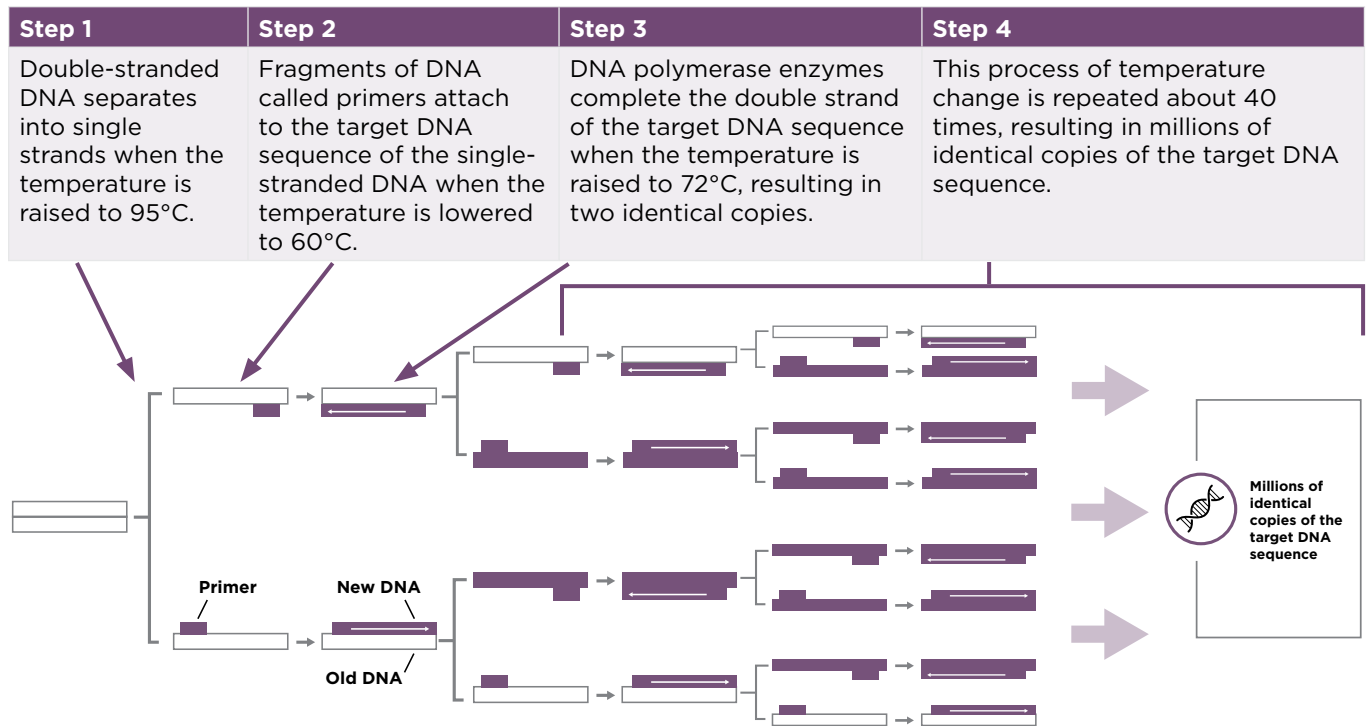 Step 1
Double-stranded
DNA separates
into single
strands when the
temperature is
raised to 95°C.
Step 2
Fragments of DNA
called primers attach
to the target DNA
sequence of the single-
stranded DNA when the
temperature is lowered
to 60°C.
Step 3
DNA polymerase enzymes
complete the double strand
of the target DNA sequence
when the temperature is
raised to 72°C, resulting in
two identical copies.
Step 4
This process of temperature
change is repeated about 40
times, resulting in millions of
identical copies of the target DNA
sequence.
Primer
New DNA
Old DNA
Millions of
identical
copies of the
target DNA
sequence